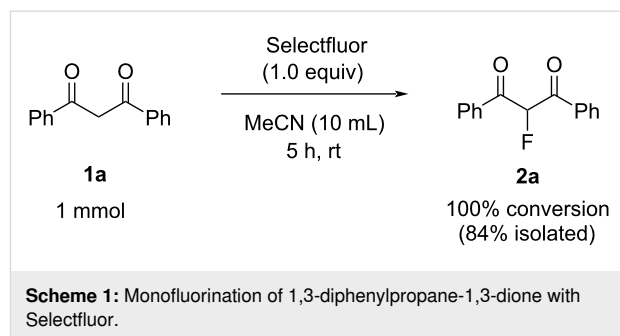 Selectfluor
(1.0 equiv)
MeCN (10 mL)
5 h, rt
O O
Ph Ph
1a
1 mmol
O O
Ph Ph
F
2a
100% conversion
(84% isolated)
Scheme 1: Monofluorination of 1,3-diphenylpropane-1,3-dione with
Selectfluor.